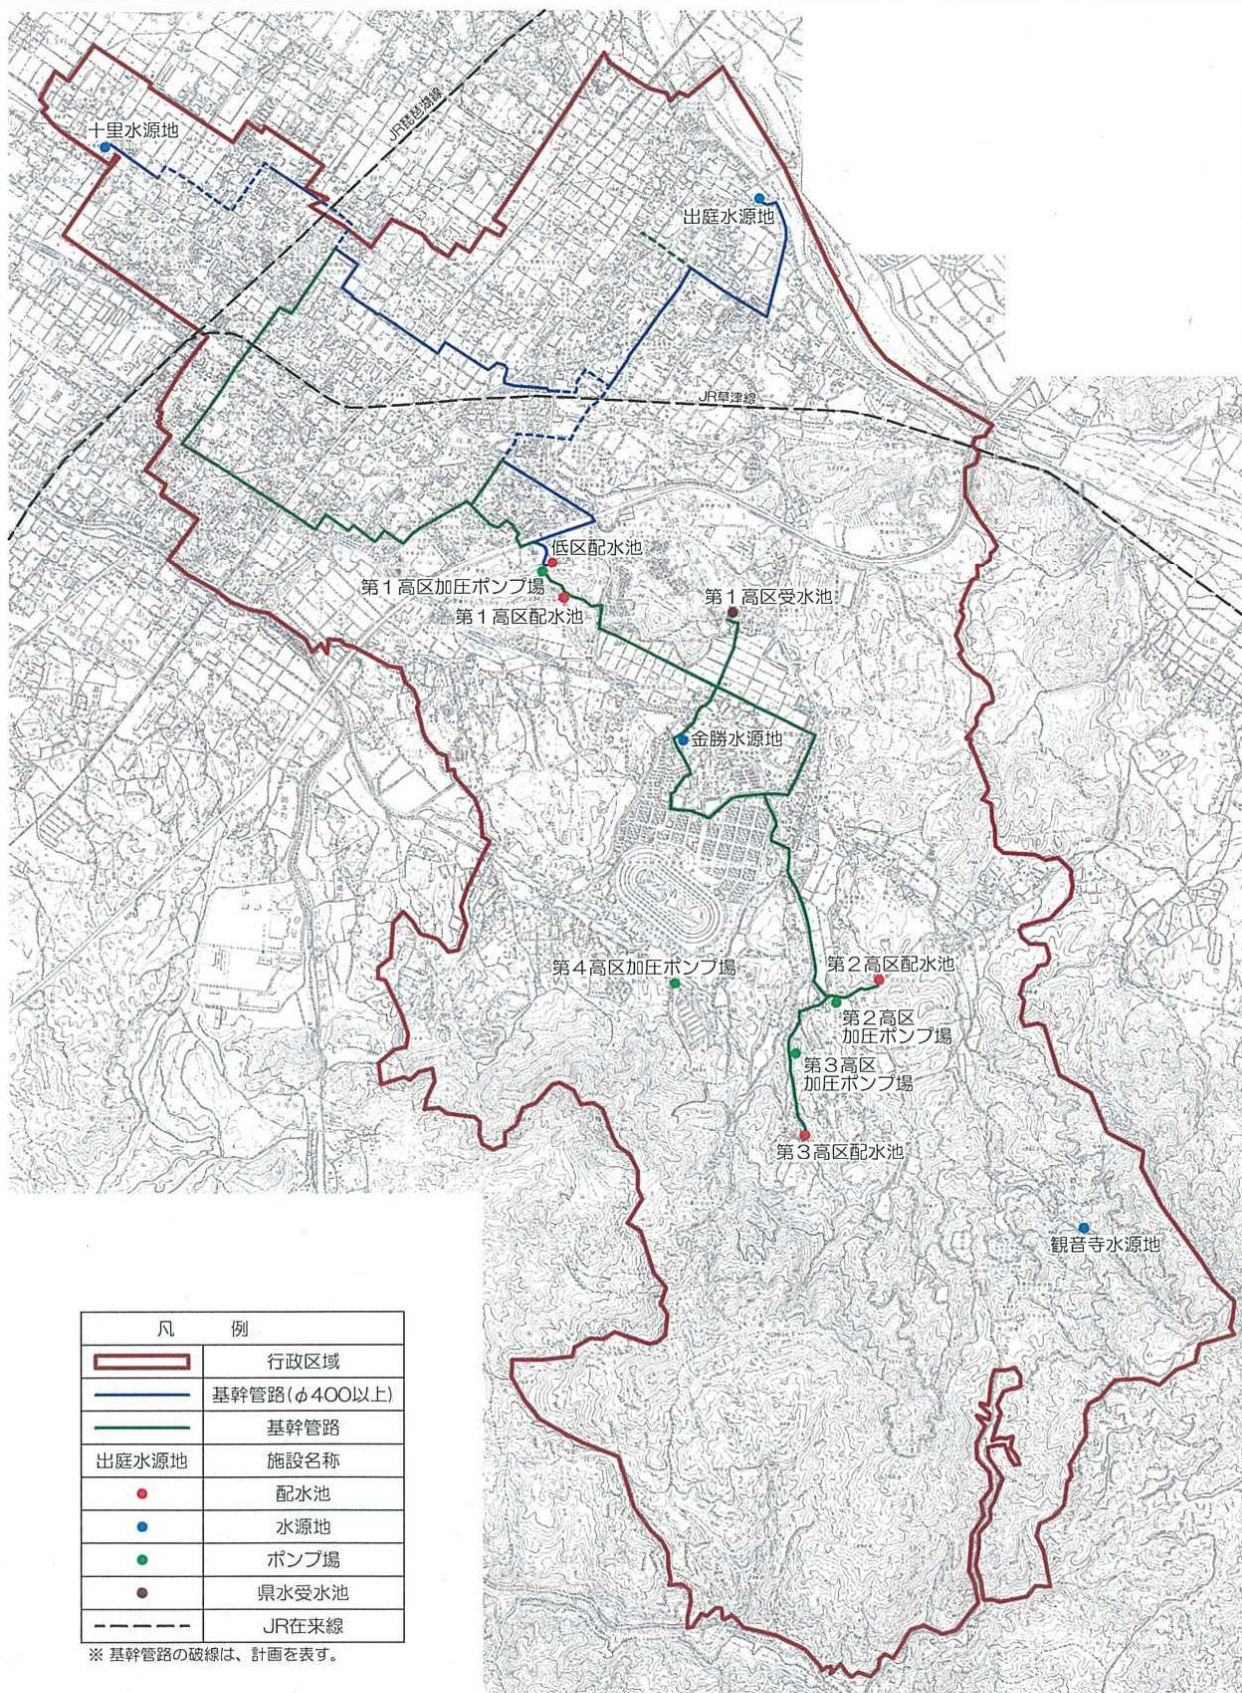 JR琵琶湖線
十里水源地
出庭水源地
JR草津線
低区配水池
第1高区加圧ポンプ場
第1高区配水池
第1高区受水池
金勝水源地
第4高区加圧ポンプ場
第2高区配水池
第2高区
加圧ポンプ場
第3高区
加圧ポンプ場
第3高区配水池
観音寺水源地
凡 例
行政区域
基幹管路(φ400以上)
基幹管路
出庭水源地 施設名称
配水池
水源地
ポンプ場
県水受水池
JR在来線
※ 基幹管路の破線は、計画を表す。